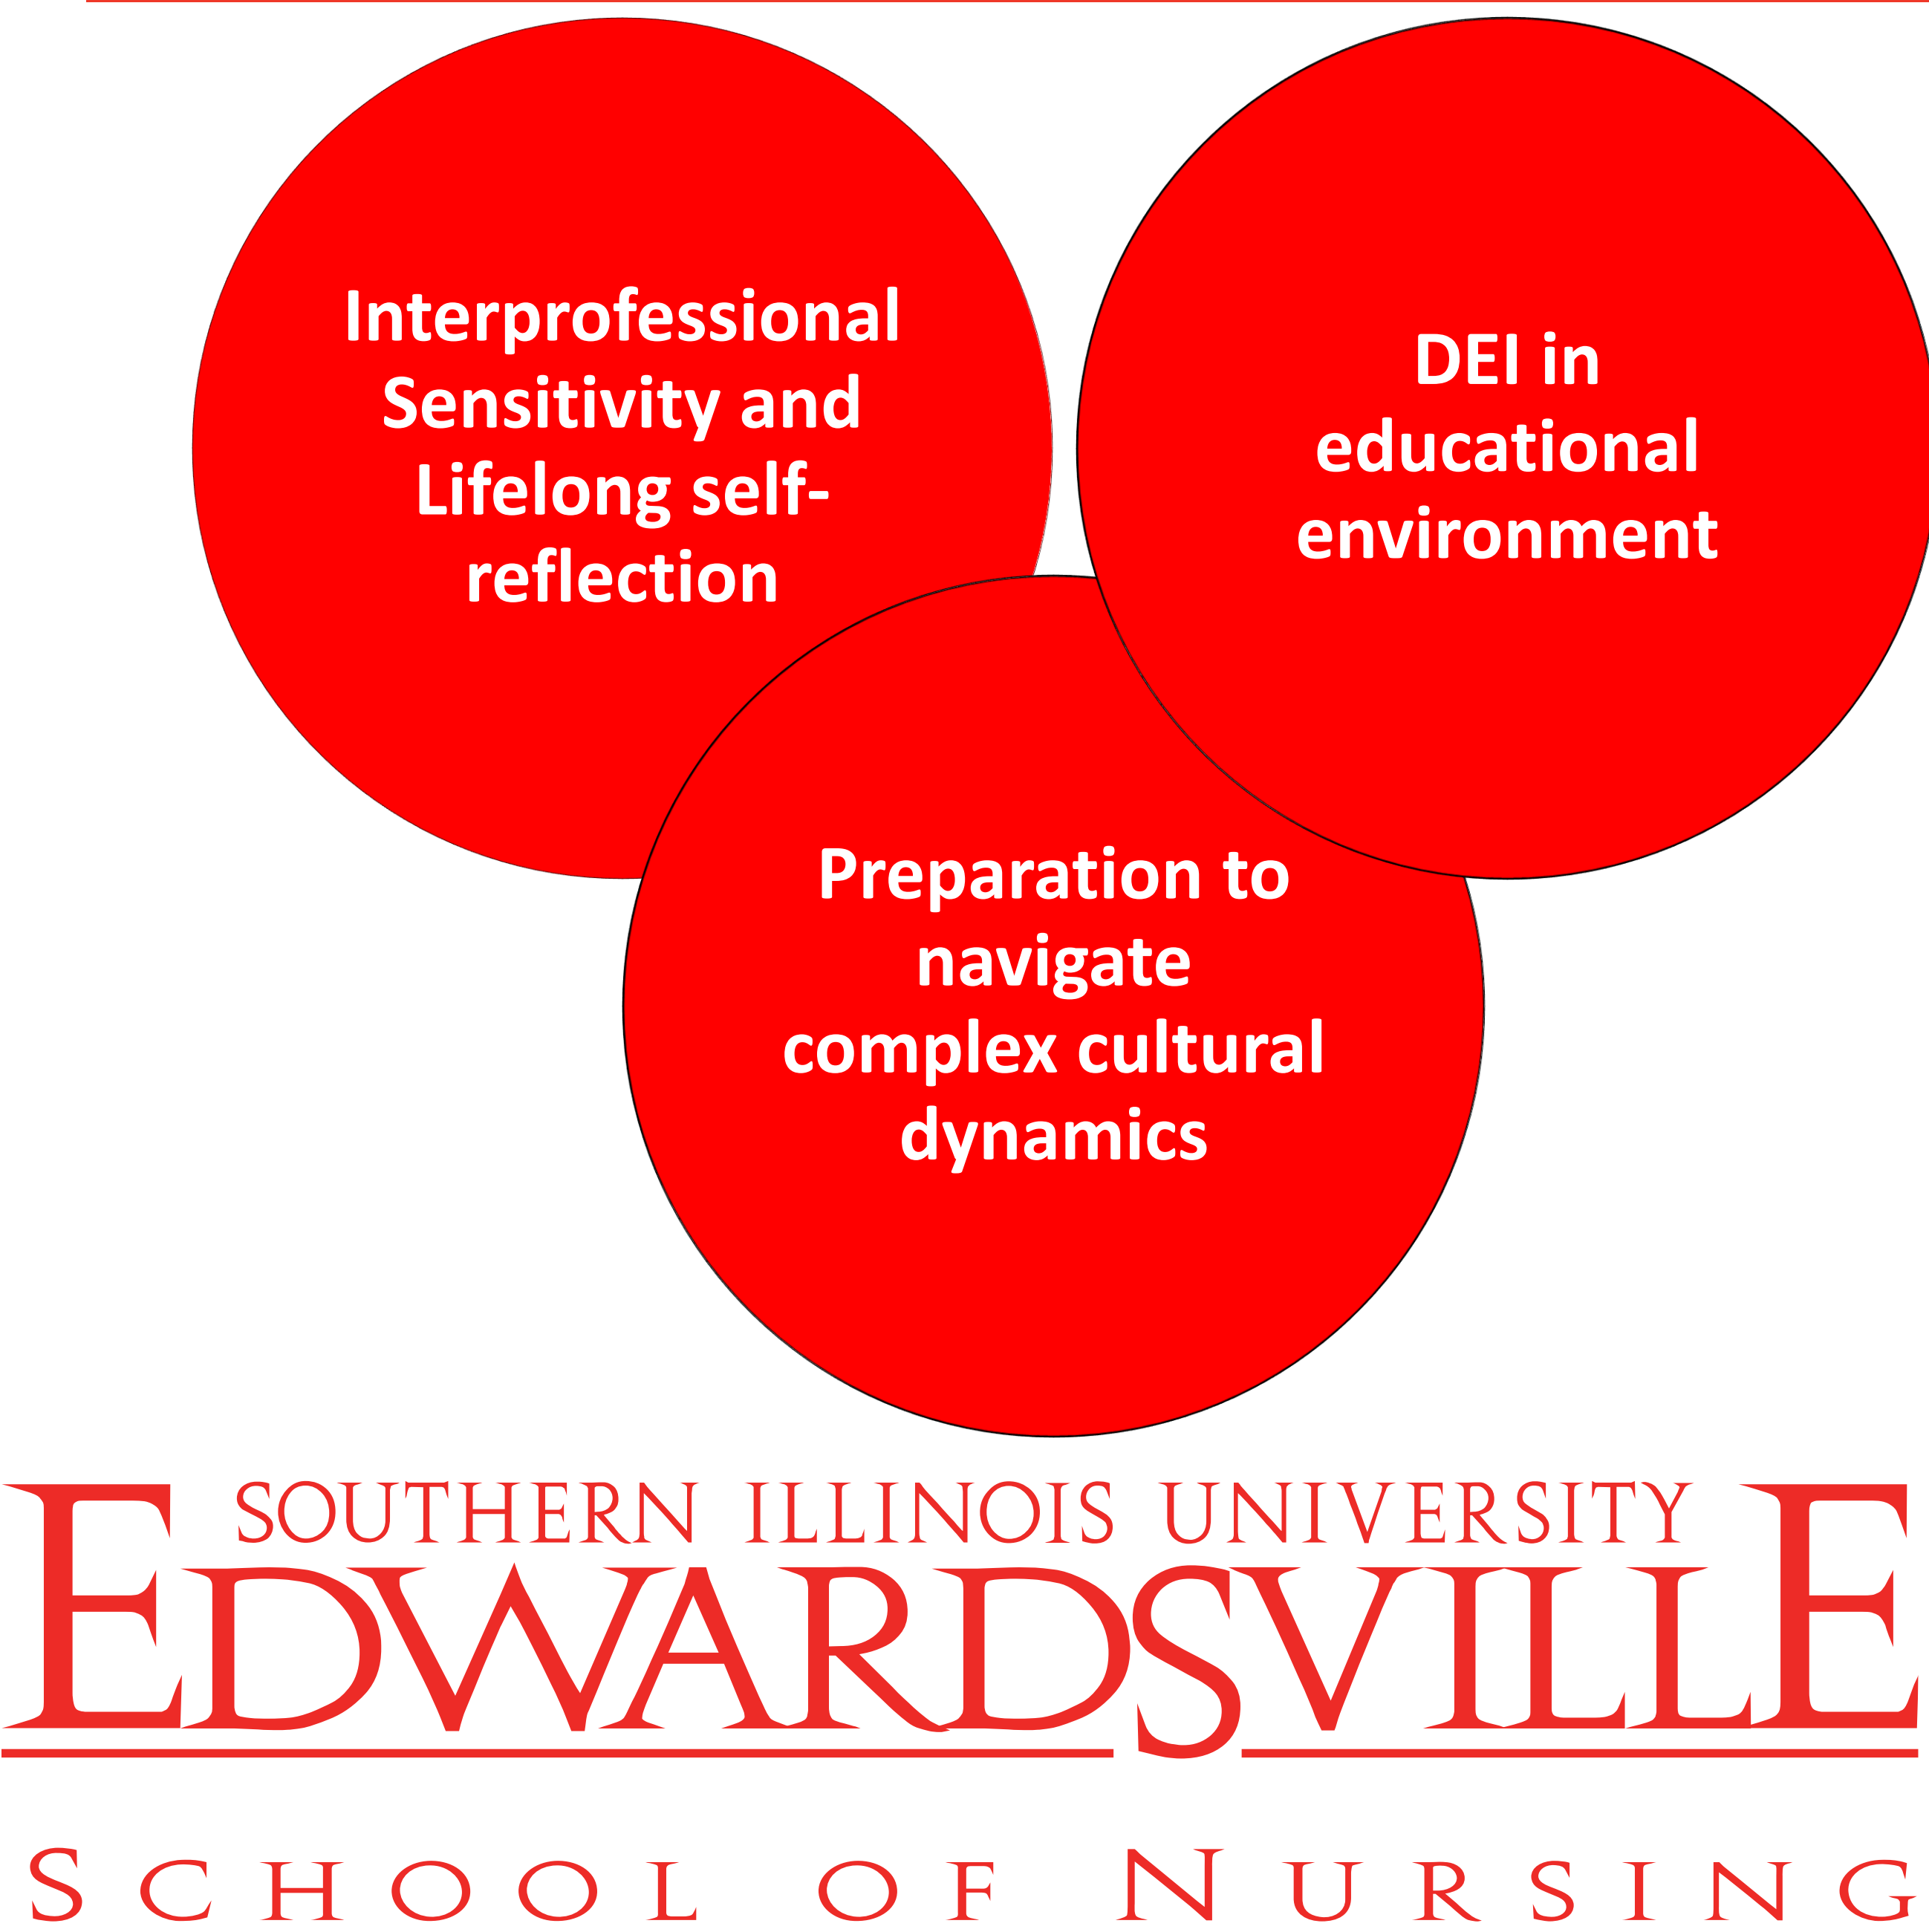 Interprofessional
Sensitivity and
Lifelong self-
reflection
DEI in
educational
environment
Preparation to
navigate
complex cultural
dynamics
SOUTHERN ILLINOIS UNIVERSITY
EDWARDSVILLE
SCHOOL OF NURSING